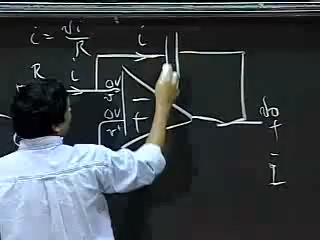 i = vi/R
i
R i
0V
v⁻
−
0V
v⁺
+
vo
+
−